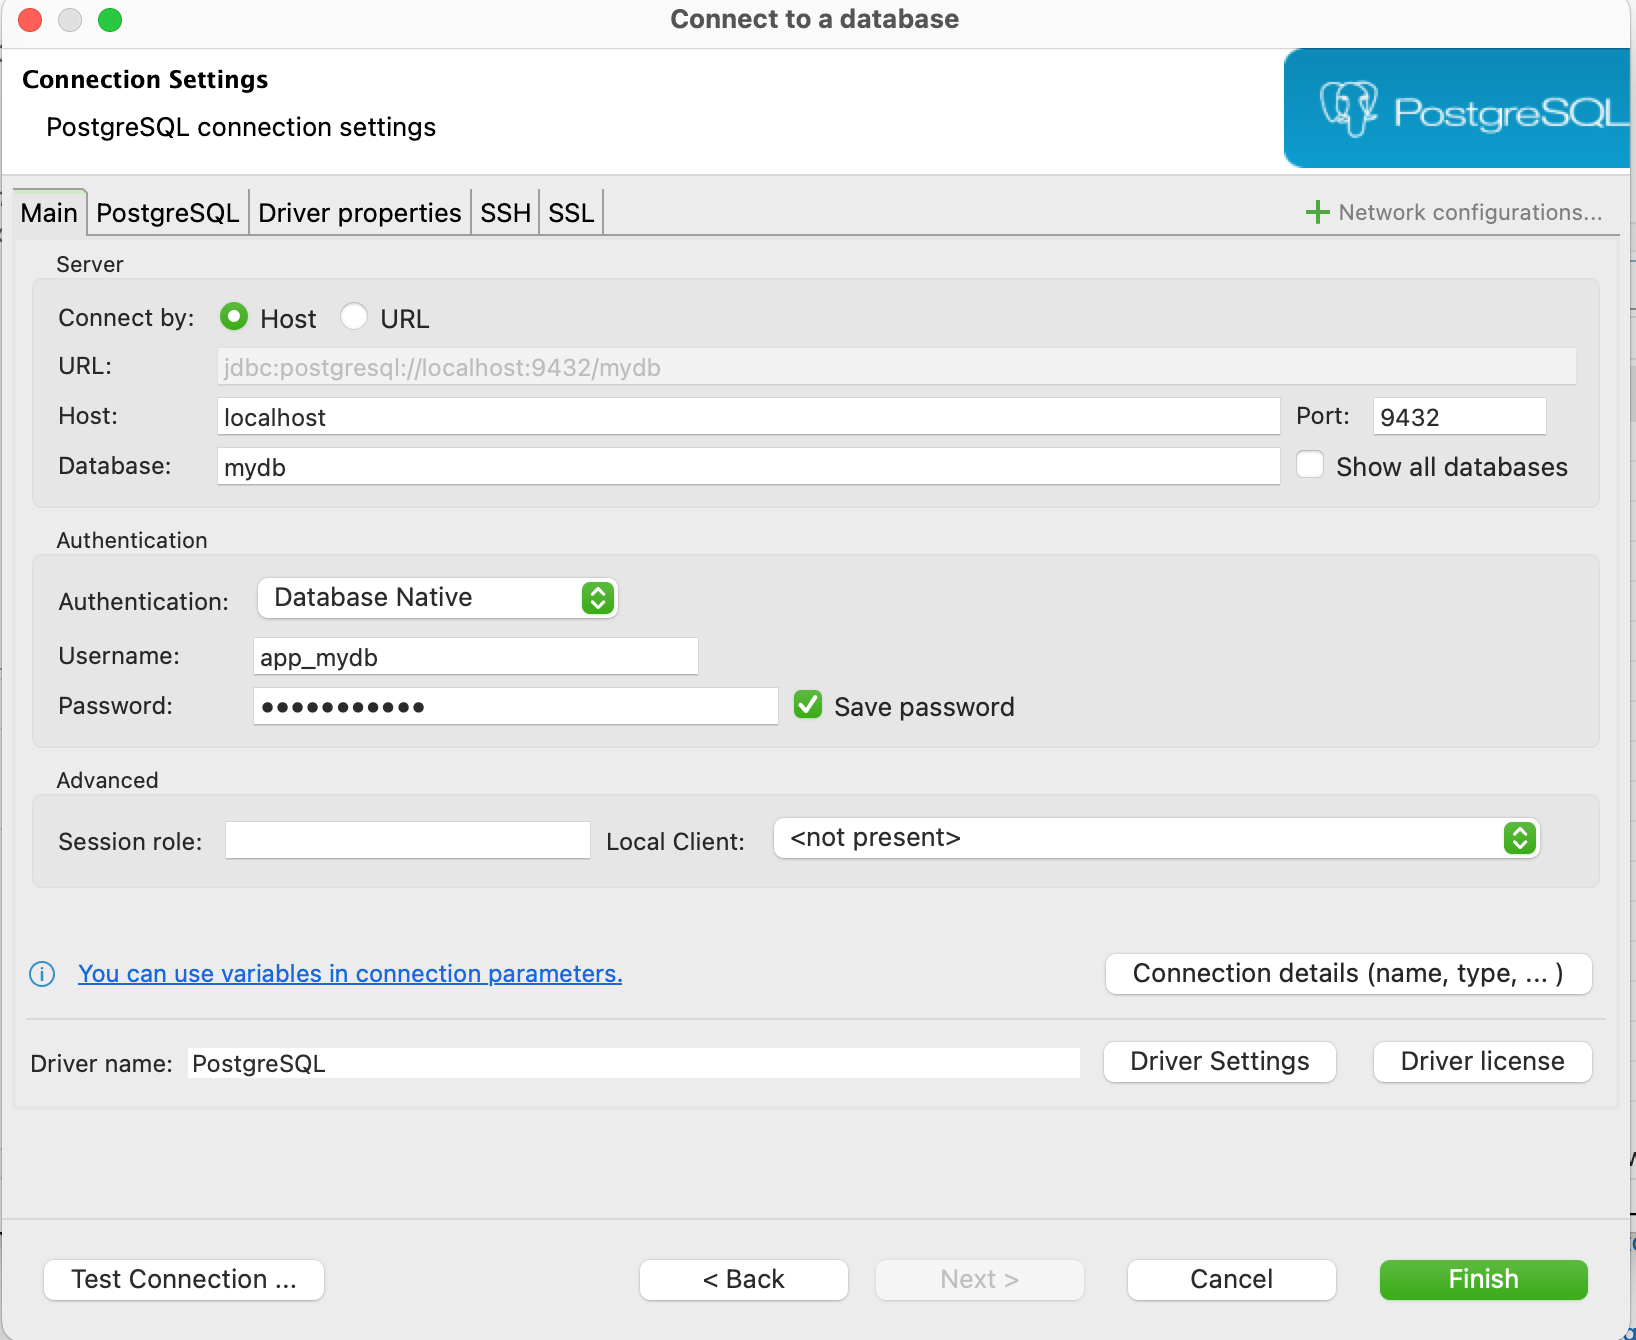 Connect to a database
Connection Settings
PostgreSQL connection settings
PostgreSQL
Main PostgreSQL Driver properties SSH SSL Network configurations...
Server
Connect by: Host URL
URL: jdbc:postgresql://localhost:9432/mydb
Host: localhost Port: 9432
Database: mydb Show all databases
Authentication
Authentication: Database Native
Username: app_mydb
Password: ••••••••••• Save password
Advanced
Session role: Local Client: <not present>
You can use variables in connection parameters. Connection details (name, type, ... )
Driver name: PostgreSQL Driver Settings Driver license
Test Connection ... < Back Next > Cancel Finish